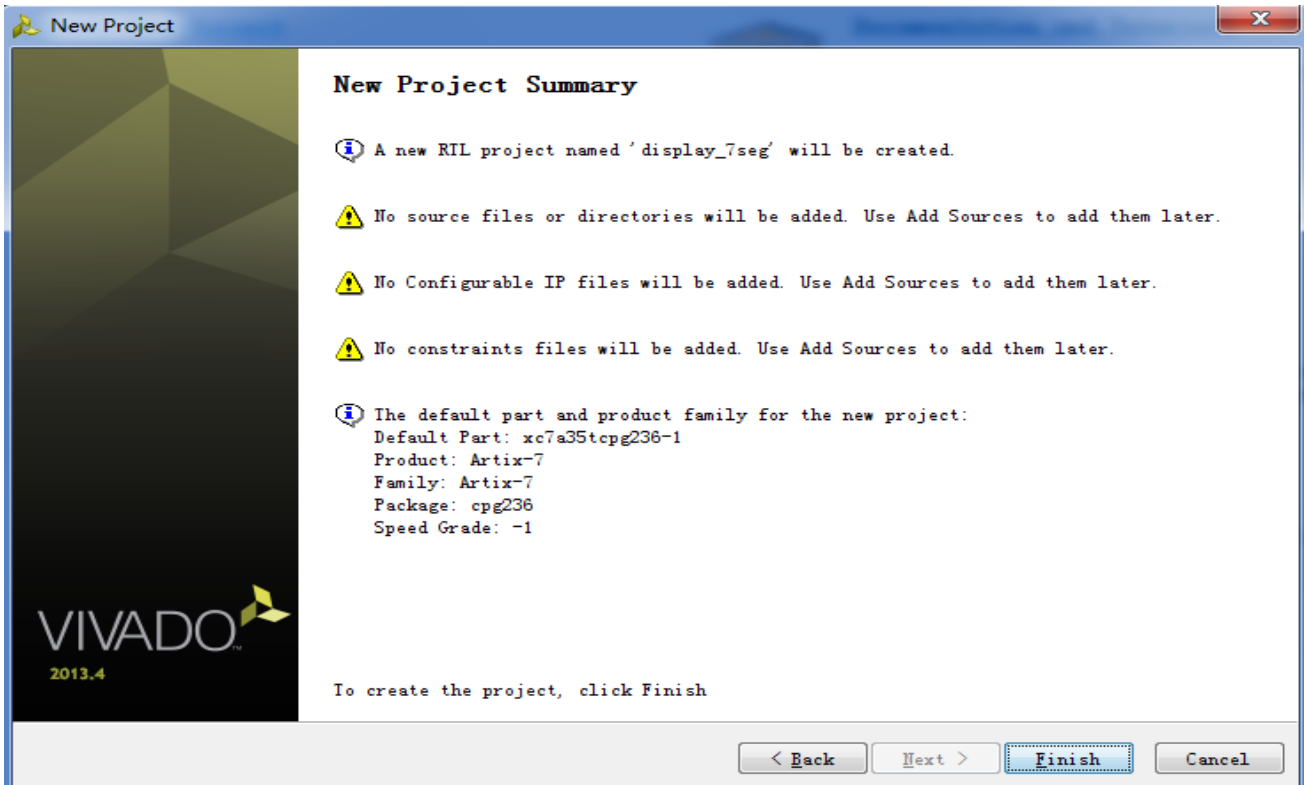 New Project
New Project Summary
A new RTL project named 'display_7seg' will be created.
No source files or directories will be added. Use Add Sources to add them later.
No Configurable IP files will be added. Use Add Sources to add them later.
No constraints files will be added. Use Add Sources to add them later.
The default part and product family for the new project:
Default Part: xc7a35tcpg236-1
Product: Artix-7
Family: Artix-7
Package: cpg236
Speed Grade: -1
VIVADO™
2013.4
To create the project, click Finish
< Back
Next >
Finish
Cancel